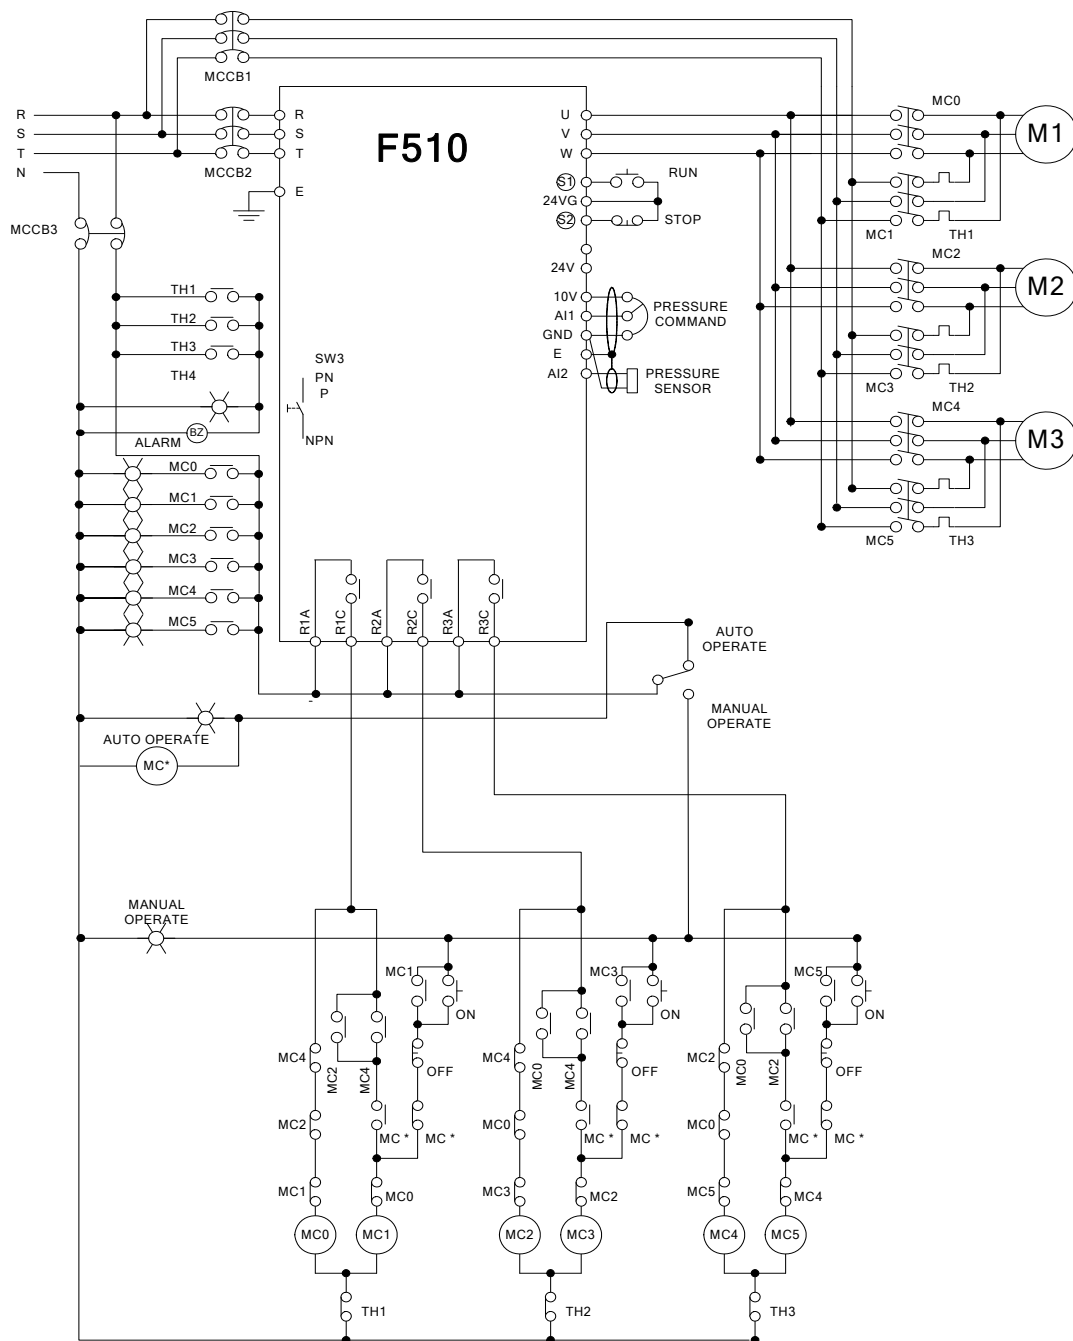 MCCB1
R
S
T
N
MCCB2
R
S
T
E
F510
U
V
W
S1
24VG
S2
RUN
STOP
24V
10V
AI1
GND
E
AI2
PRESSURE
COMMAND
PRESSURE
SENSOR
MC0
M1
MC1
TH1
MC2
M2
MC3
TH2
MC4
M3
MC5
TH3
MCCB3
TH1
TH2
TH3
TH4
SW3
PN
P
NPN
ALARM
BZ
MC0
MC1
MC2
MC3
MC4
MC5
R1A
R1C
R2A
R2C
R3A
R3C
AUTO
OPERATE
MANUAL
OPERATE
AUTO OPERATE
MC*
MANUAL
OPERATE
MC1
ON
MC4
MC2
MC4
OFF
MC2
MC *
MC *
MC1
MC0
MC0
MC1
TH1
MC3
ON
MC4
MC0
MC4
OFF
MC0
MC *
MC *
MC3
MC2
MC2
MC3
TH2
MC5
ON
MC2
MC0
MC2
OFF
MC0
MC *
MC *
MC5
MC4
MC4
MC5
TH3